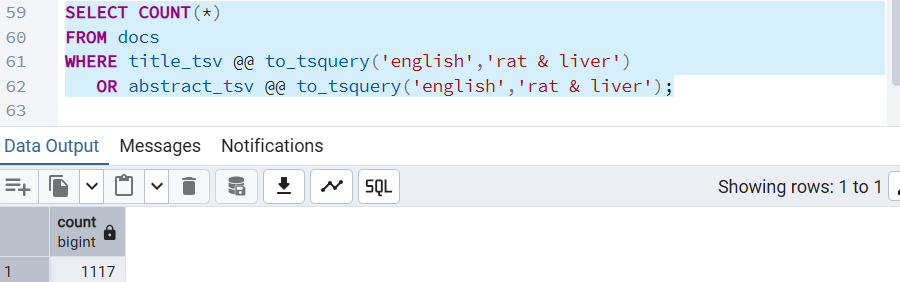 59 SELECT COUNT(*)
60 FROM docs
61 WHERE title_tsv @@ to_tsquery('english','rat & liver')
62 OR abstract_tsv @@ to_tsquery('english','rat & liver');
63
Data Output Messages Notifications
SQL Showing rows: 1 to 1
count
bigint
1 1117